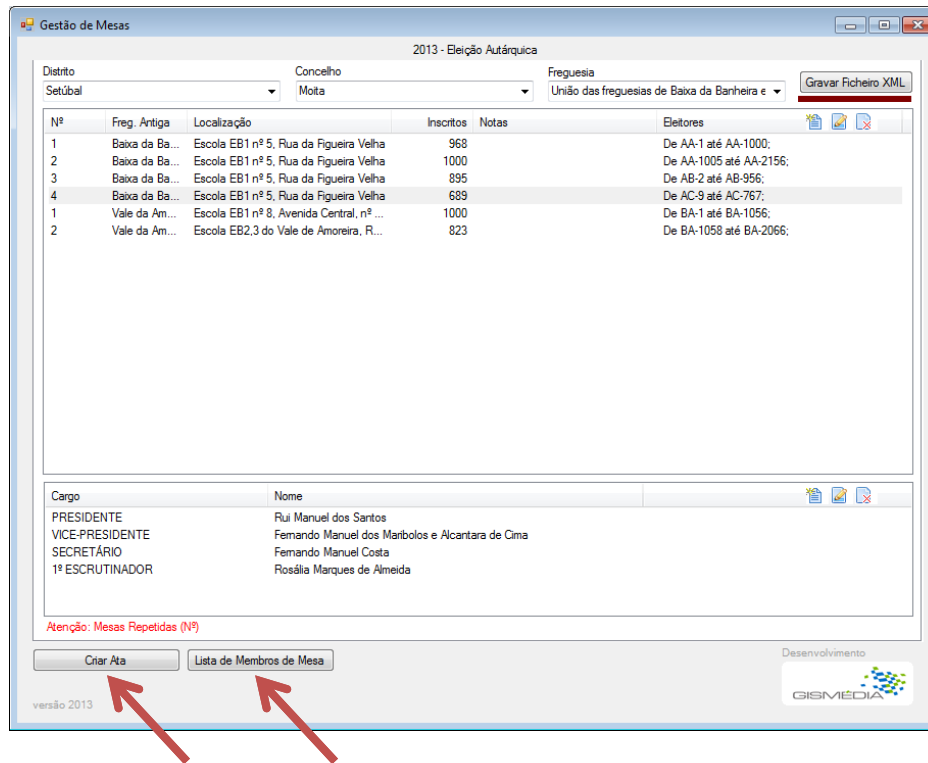 Gestão de Mesas
2013 - Eleição Autárquica
Distrito Concelho Freguesia
Setúbal Moita União das freguesias de Baixa da Banheira e Gravar Ficheiro XML
Nº Freg. Antiga Localização Inscritos Notas Eleitores
1 Baixa da Ba... Escola EB1 nº 5, Rua da Figueira Velha 968 De AA-1 até AA-1000;
2 Baixa da Ba... Escola EB1 nº 5, Rua da Figueira Velha 1000 De AA-1005 até AA-2156;
3 Baixa da Ba... Escola EB1 nº 5, Rua da Figueira Velha 895 De AB-2 até AB-956;
4 Baixa da Ba... Escola EB1 nº 5, Rua da Figueira Velha 689 De AC-9 até AC-767;
1 Vale da Am... Escola EB1 nº 8, Avenida Central, nº ... 1000 De BA-1 até BA-1056;
2 Vale da Am... Escola EB2,3 do Vale de Amoreira, R... 823 De BA-1058 até BA-2066;
Cargo Nome
PRESIDENTE Rui Manuel dos Santos
VICE-PRESIDENTE Fernando Manuel dos Maribolos e Alcantara de Cima
SECRETÁRIO Fernando Manuel Costa
1º ESCRUTINADOR Rosália Marques de Almeida
Atenção: Mesas Repetidas (Nº)
Criar Ata Lista de Membros de Mesa
Desenvolvimento
GISMÉDIA
versão 2013